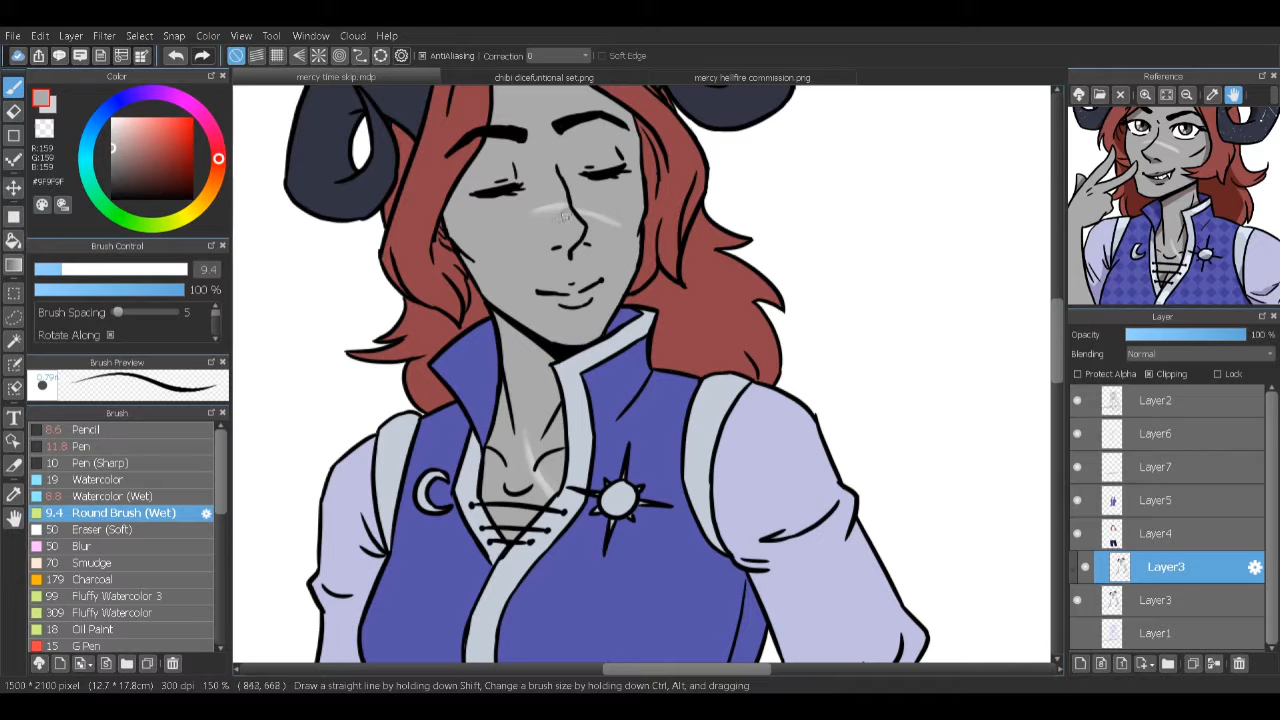 File Edit Layer Filter Select Snap Color View Tool Window Cloud Help
AntiAliasing Correction 0 Soft Edge
Color
mercy time skip.mdp
chibi dicefuntional set.png
mercy hellfire commission.png
Reference
R:159
G:159
B:159
#9F9F9F
Brush Control
9.4
100 %
Brush Spacing 5
Rotate Along
Brush Preview
Brush
8.6 Pencil
11.8 Pen
10 Pen (Sharp)
19 Watercolor
8.8 Watercolor (Wet)
9.4 Round Brush (Wet)
50 Eraser (Soft)
50 Blur
70 Smudge
179 Charcoal
99 Fluffy Watercolor 3
309 Fluffy Watercolor
18 Oil Paint
15 G Pen
Layer
Opacity 100 %
Blending Normal
Protect Alpha Clipping Lock
Layer2
Layer6
Layer7
Layer5
Layer4
Layer3
Layer3
Layer1
1500 * 2100 pixel (12.7 * 17.8cm) 300 dpi 150 % (843, 668) Draw a straight line by holding down Shift, Change a brush size by holding down Ctrl, Alt, and dragging